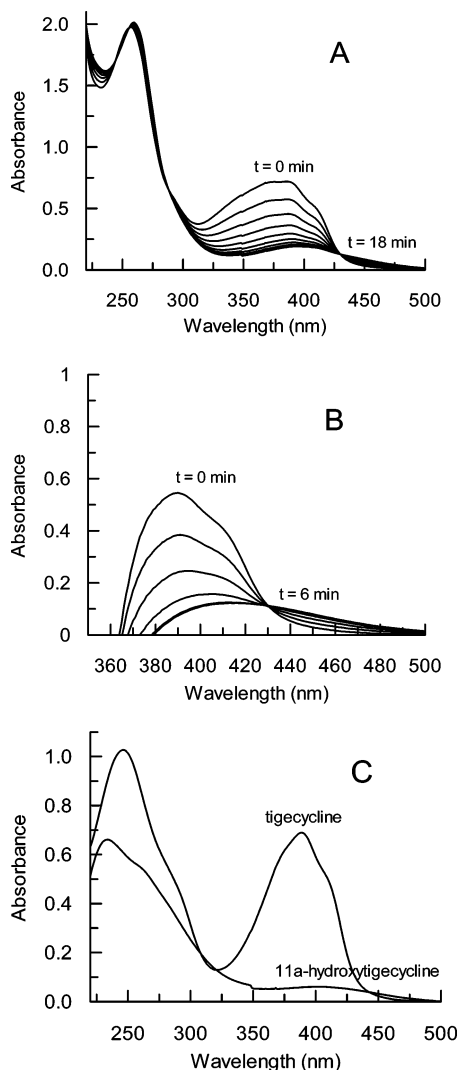 A
2.0
1.5
1.0
0.5
0.0
Absorbance
t = 0 min
t = 18 min
250 300 350 400 450 500
Wavelength (nm)
B
1
0.8
0.6
0.4
0.2
0
Absorbance
t = 0 min
t = 6 min
360 380 400 420 440 460 480 500
Wavelength (nm)
C
1.0
0.8
0.6
0.4
0.2
0.0
Absorbance
tigecycline
11a-hydroxytigecycline
250 300 350 400 450 500
Wavelength (nm)